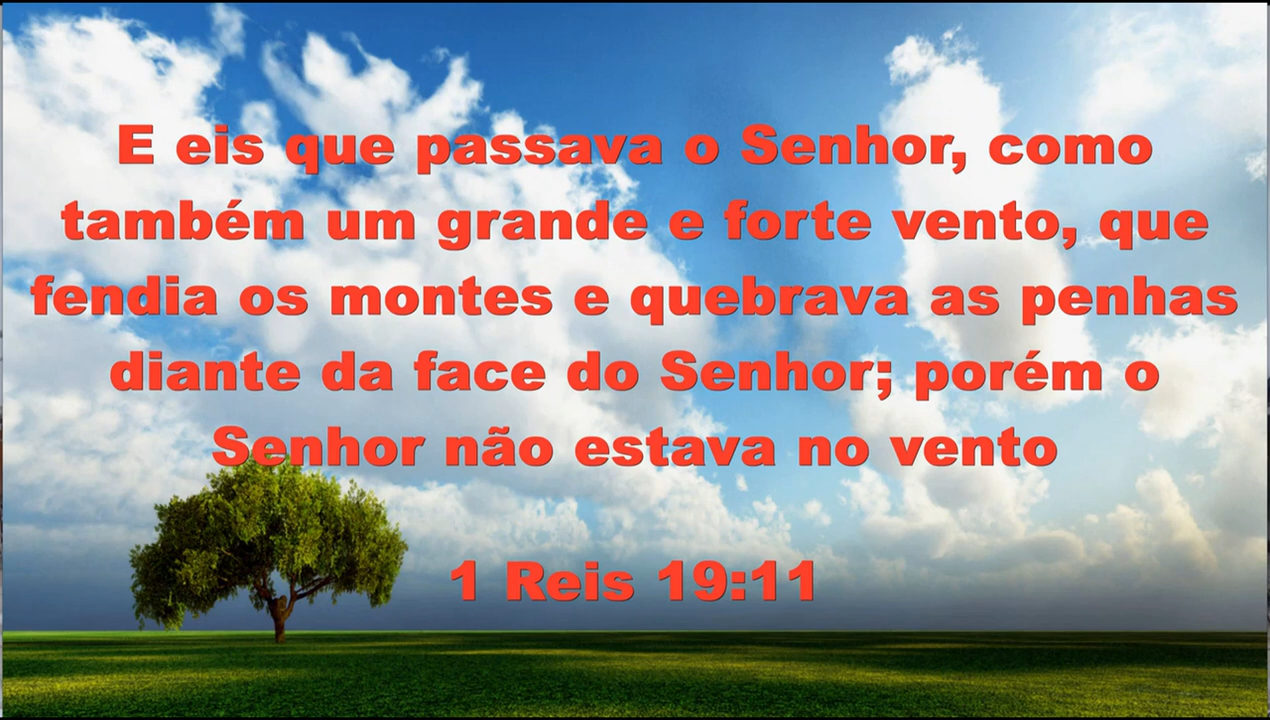 E eis que passava o Senhor, como
também um grande e forte vento, que
fendia os montes e quebrava as penhas
diante da face do Senhor; porém o
Senhor não estava no vento
1 Reis 19:11